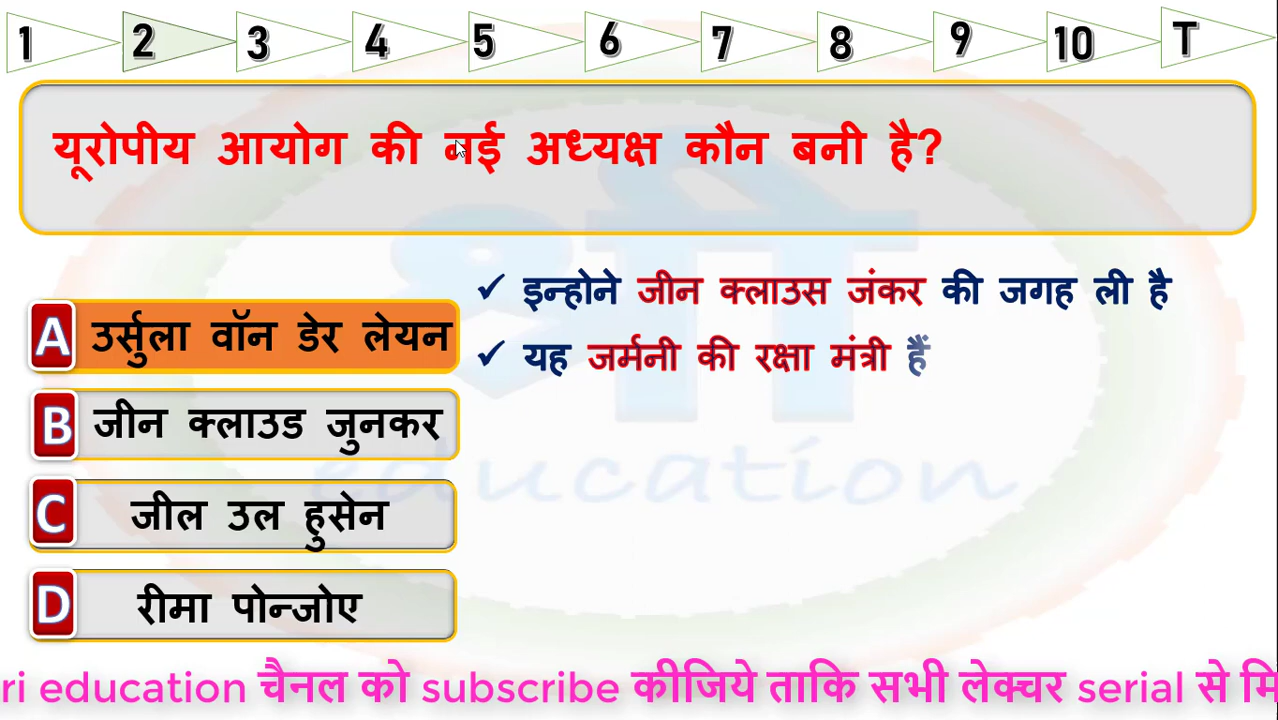 1 2 3 4 5 6 7 8 9 10 T
यूरोपीय आयोग की नई अध्यक्ष कौन बनी है?
A उर्सुला वॉन डेर लेयन
B जीन क्लाउड जुनकर
C जील उल हुसेन
D रीमा पोन्जोए
✓ इन्होने जीन क्लाउस जंकर की जगह ली है
✓ यह जर्मनी की रक्षा मंत्री हैं
श्री
education
ri education चैनल को subscribe कीजिये ताकि सभी लेक्चर serial से मि